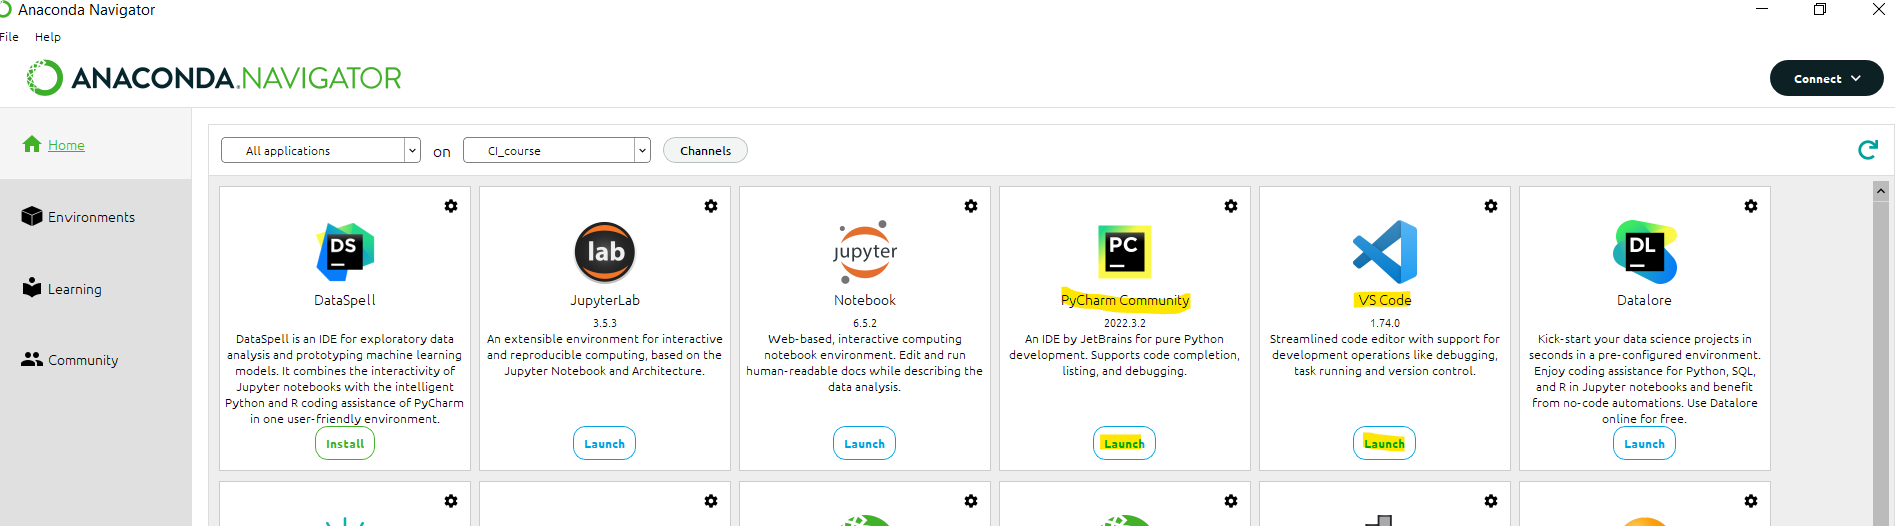 Anaconda Navigator
File Help
ANACONDA.NAVIGATOR
Connect
Home
Environments
Learning
Community
All applications on CI_course Channels
DS
DataSpell
DataSpell is an IDE for exploratory data
analysis and prototyping machine learning
models. It combines the interactivity of
Jupyter notebooks with the intelligent
Python and R coding assistance of PyCharm
in one user-friendly environment.
Install
lab
JupyterLab
3.5.3
An extensible environment for interactive
and reproducible computing, based on the
Jupyter Notebook and Architecture.
Launch
jupyter
Notebook
6.5.2
Web-based, interactive computing
notebook environment. Edit and run
human-readable docs while describing the
data analysis.
Launch
PC
PyCharm Community
2022.3.2
An IDE by JetBrains for pure Python
development. Supports code completion,
listing, and debugging.
Launch
VS Code
1.74.0
Streamlined code editor with support for
development operations like debugging,
task running and version control.
Launch
DL
Datalore
Kick-start your data science projects in
seconds in a pre-configured environment.
Enjoy coding assistance for Python, SQL,
and R in Jupyter notebooks and benefit
from no-code automations. Use Datalore
online for free.
Launch